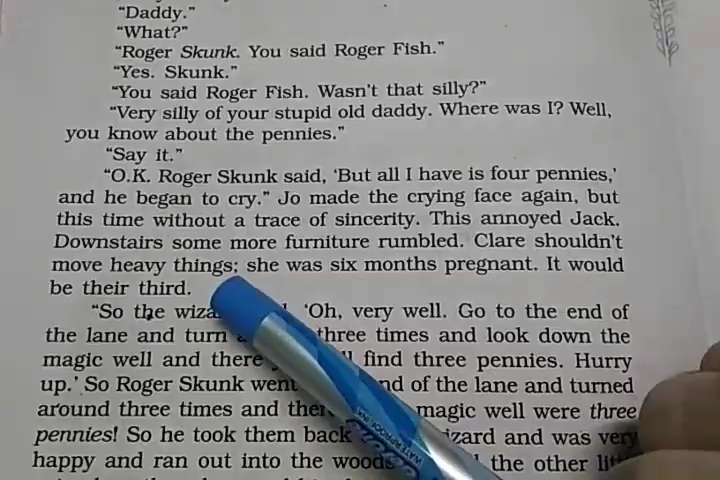 "Daddy."
"What?"
"Roger Skunk. You said Roger Fish."
"Yes. Skunk."
"You said Roger Fish. Wasn't that silly?"
"Very silly of your stupid old daddy. Where was I? Well,
you know about the pennies."
"Say it."
"O.K. Roger Skunk said, 'But all I have is four pennies,'
and he began to cry." Jo made the crying face again, but
this time without a trace of sincerity. This annoyed Jack.
Downstairs some more furniture rumbled. Clare shouldn't
move heavy things; she was six months pregnant. It would
be their third.
"So the 'Oh, very well. Go to the end of
the lane and turn three times and look down the
magic well and there find three pennies. Hurry
up.' So Roger Skunk went of the lane and turned
around three times and magic well were three
pennies! So he took them back and was very
happy and ran out into the the other
WATERPROOF INK